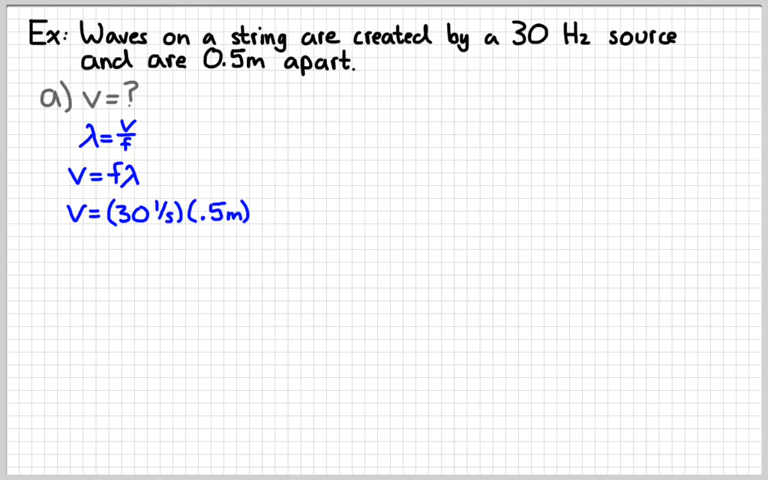 Ex: Waves on a string are created by a 30 Hz source
and are 0.5m apart.
a) v=?
λ=v/f
v=fλ
v=(30 1/s)(.5m)